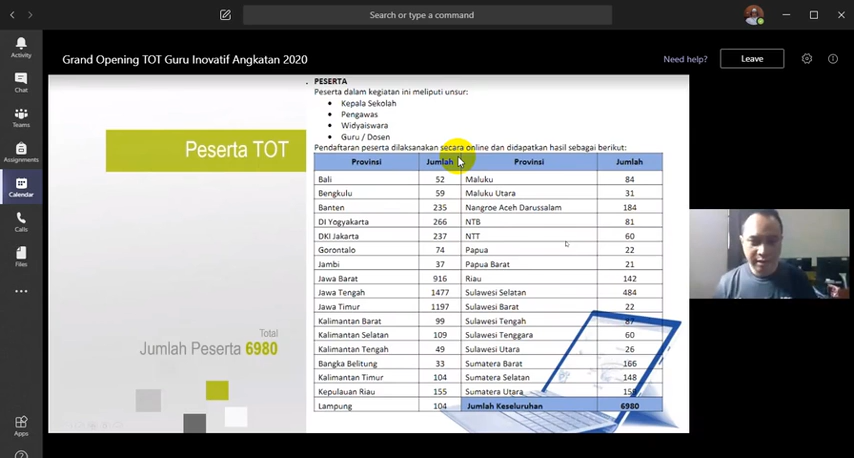 Search or type a command
Activity
Chat
Teams
Assignments
Calendar
Calls
Files
Apps
Grand Opening TOT Guru Inovatif Angkatan 2020
Need help?
Leave
Peserta TOT
Total
Jumlah Peserta 6980
PESERTA
Peserta dalam kegiatan ini meliputi unsur:
Kepala Sekolah
Pengawas
Widyaiswara
Guru / Dosen
Pendaftaran peserta dilaksanakan secara online dan didapatkan hasil sebagai berikut:
Provinsi Jumlah Provinsi Jumlah
Bali 52 Maluku 84
Bengkulu 59 Maluku Utara 31
Banten 235 Nangroe Aceh Darussalam 184
DI Yogyakarta 266 NTB 81
DKI Jakarta 237 NTT 60
Gorontalo 74 Papua 22
Jambi 37 Papua Barat 21
Jawa Barat 916 Riau 142
Jawa Tengah 1477 Sulawesi Selatan 484
Jawa Timur 1197 Sulawesi Barat 22
Kalimantan Barat 99 Sulawesi Tengah
Kalimantan Selatan 109 Sulawesi Tenggara 60
Kalimantan Tengah 49 Sulawesi Utara 26
Bangka Belitung 33 Sumatera Barat 166
Kalimantan Timur 104 Sumatera Selatan 148
Kepulauan Riau 155 Sumatera Utara
Lampung 104 Jumlah Keseluruhan 6980